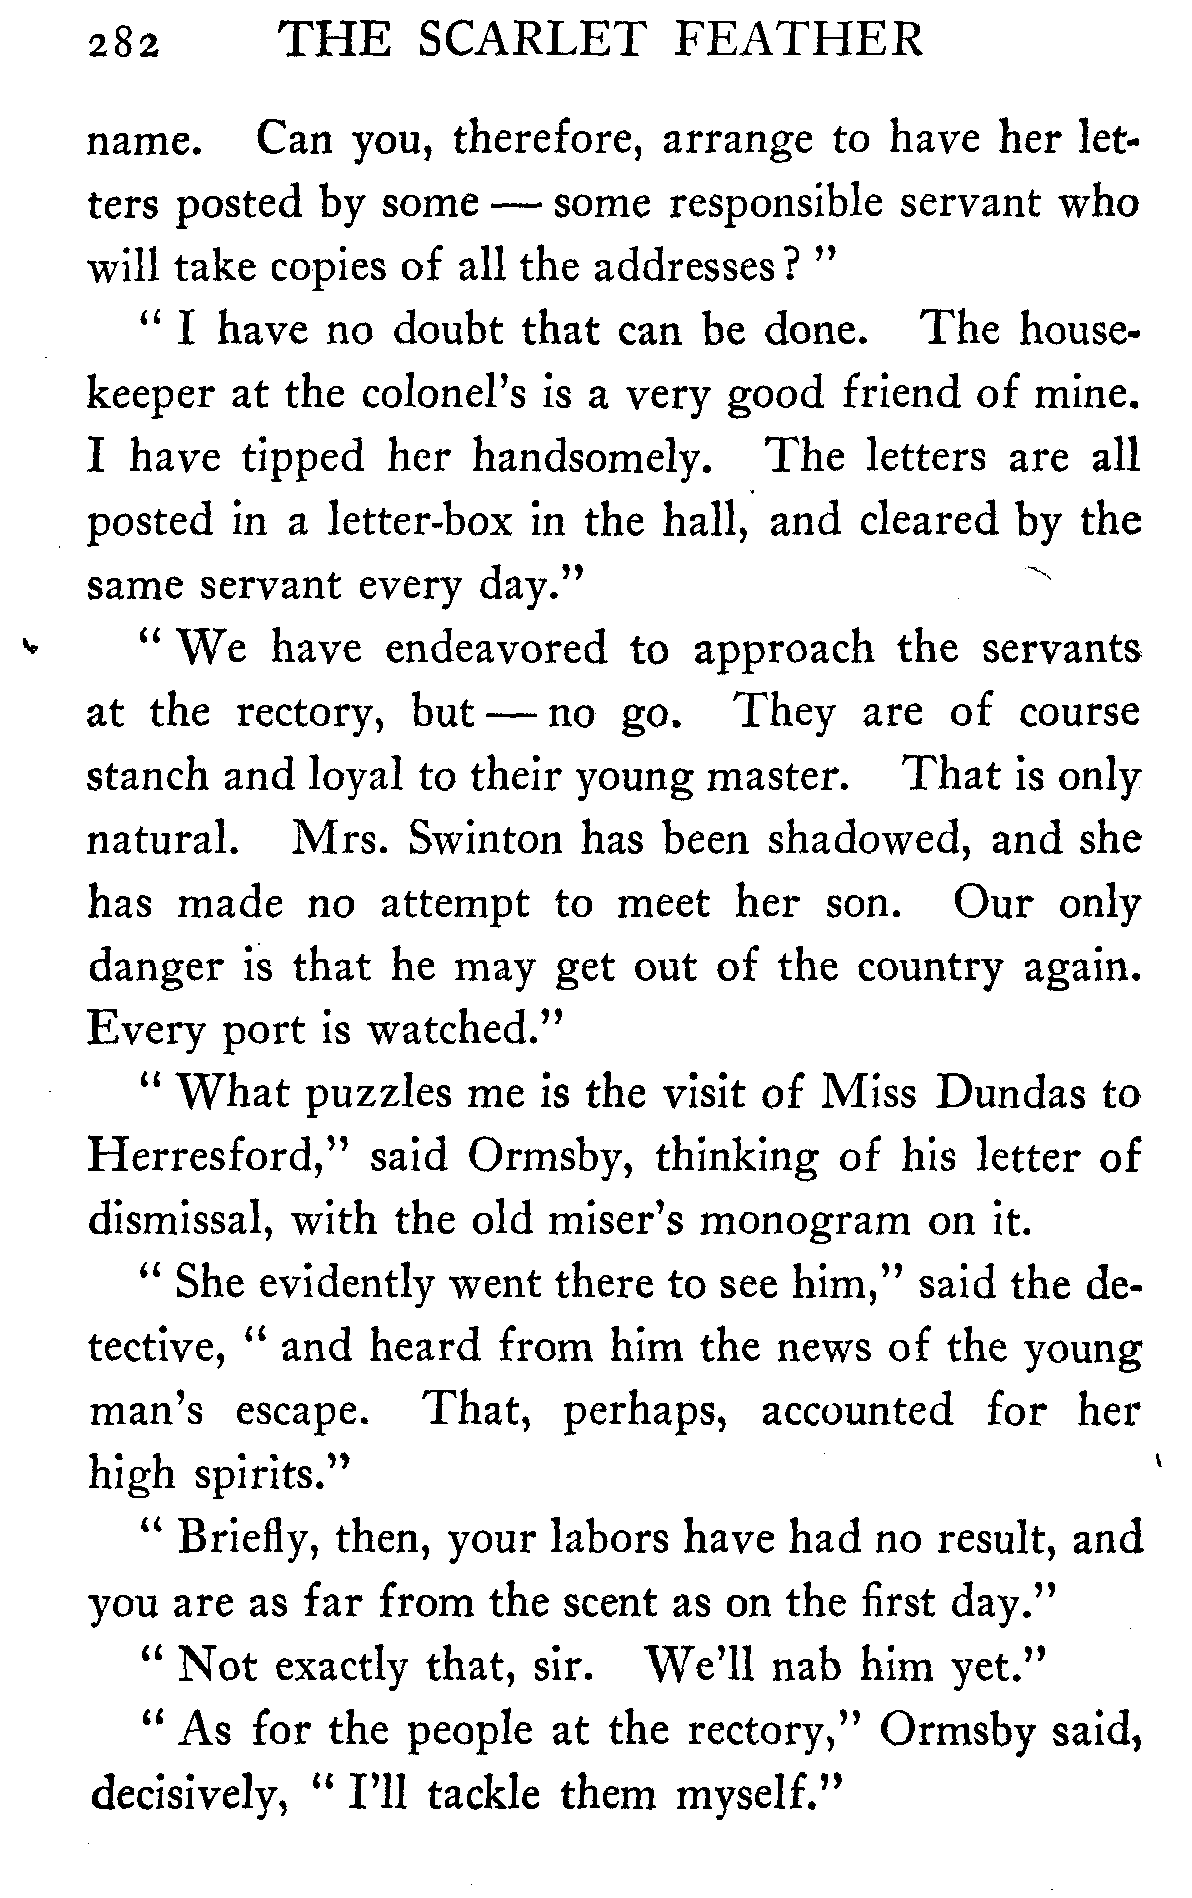 282 THE SCARLET FEATHER
name. Can you, therefore, arrange to have her let-
ters posted by some — some responsible servant who
will take copies of all the addresses? "
" I have no doubt that can be done. The house-
keeper at the colonel's is a very good friend of mine.
I have tipped her handsomely. The letters are all
posted in a letter-box in the hall, and cleared by the
same servant every day."
" We have endeavored to approach the servants
at the rectory, but — no go. They are of course
stanch and loyal to their young master. That is only
natural. Mrs. Swinton has been shadowed, and she
has made no attempt to meet her son. Our only
danger is that he may get out of the country again.
Every port is watched."
" What puzzles me is the visit of Miss Dundas to
Herresford," said Ormsby, thinking of his letter of
dismissal, with the old miser's monogram on it.
" She evidently went there to see him," said the de-
tective, " and heard from him the news of the young
man's escape. That, perhaps, accounted for her
high spirits."
" Briefly, then, your labors have had no result, and
you are as far from the scent as on the first day."
" Not exactly that, sir. We'll nab him yet."
" As for the people at the rectory," Ormsby said,
decisively, " I'll tackle them myself."